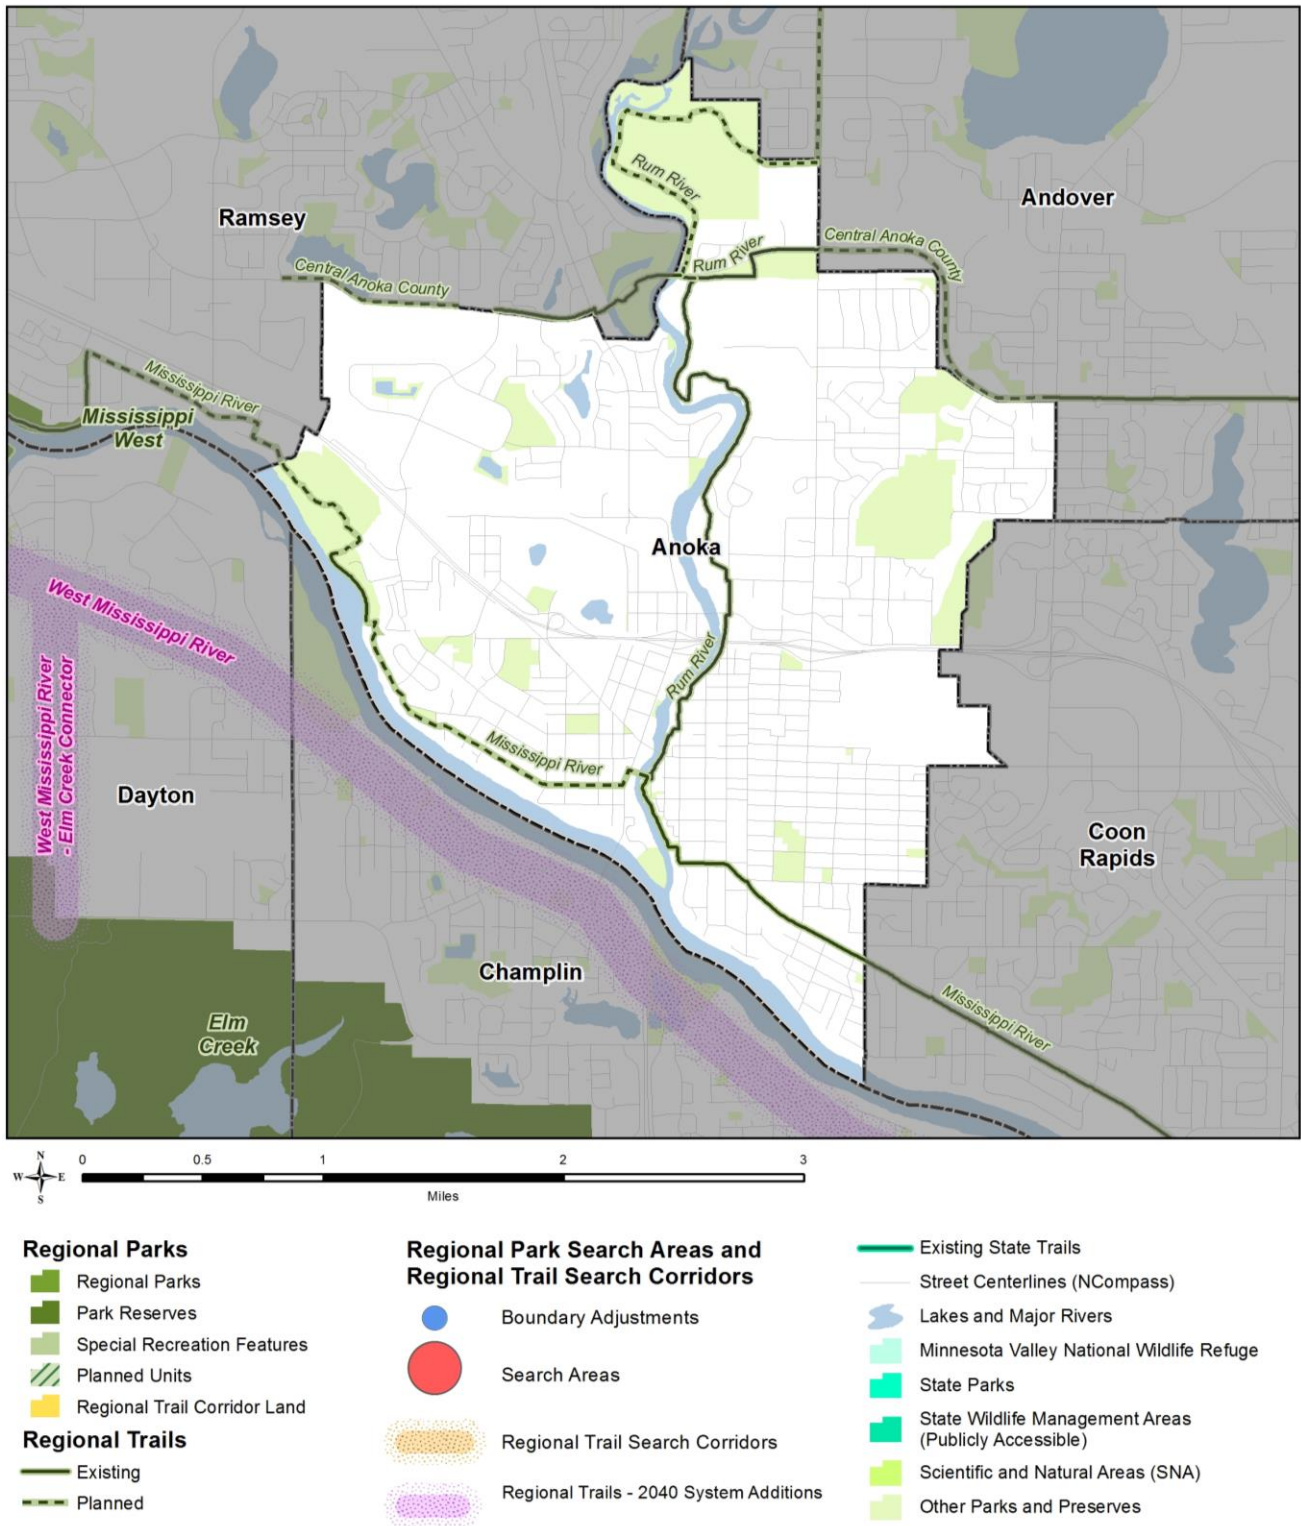 Rum River
Ramsey
Andover
Central Anoka County
Rum River
Central Anoka County
Mississippi River
Mississippi
West
Anoka
West Mississippi River
Rum River
West Mississippi River
- Elm Creek Connector
Mississippi River
Dayton
Coon
Rapids
Champlin
Mississippi River
Elm
Creek
N
W E
S
0 0.5 1 2 3
Miles
Regional Parks
Regional Parks
Park Reserves
Special Recreation Features
Planned Units
Regional Trail Corridor Land
Regional Trails
Existing
Planned
Regional Park Search Areas and
Regional Trail Search Corridors
Boundary Adjustments
Search Areas
Regional Trail Search Corridors
Regional Trails - 2040 System Additions
Existing State Trails
Street Centerlines (NCompass)
Lakes and Major Rivers
Minnesota Valley National Wildlife Refuge
State Parks
State Wildlife Management Areas
(Publicly Accessible)
Scientific and Natural Areas (SNA)
Other Parks and Preserves